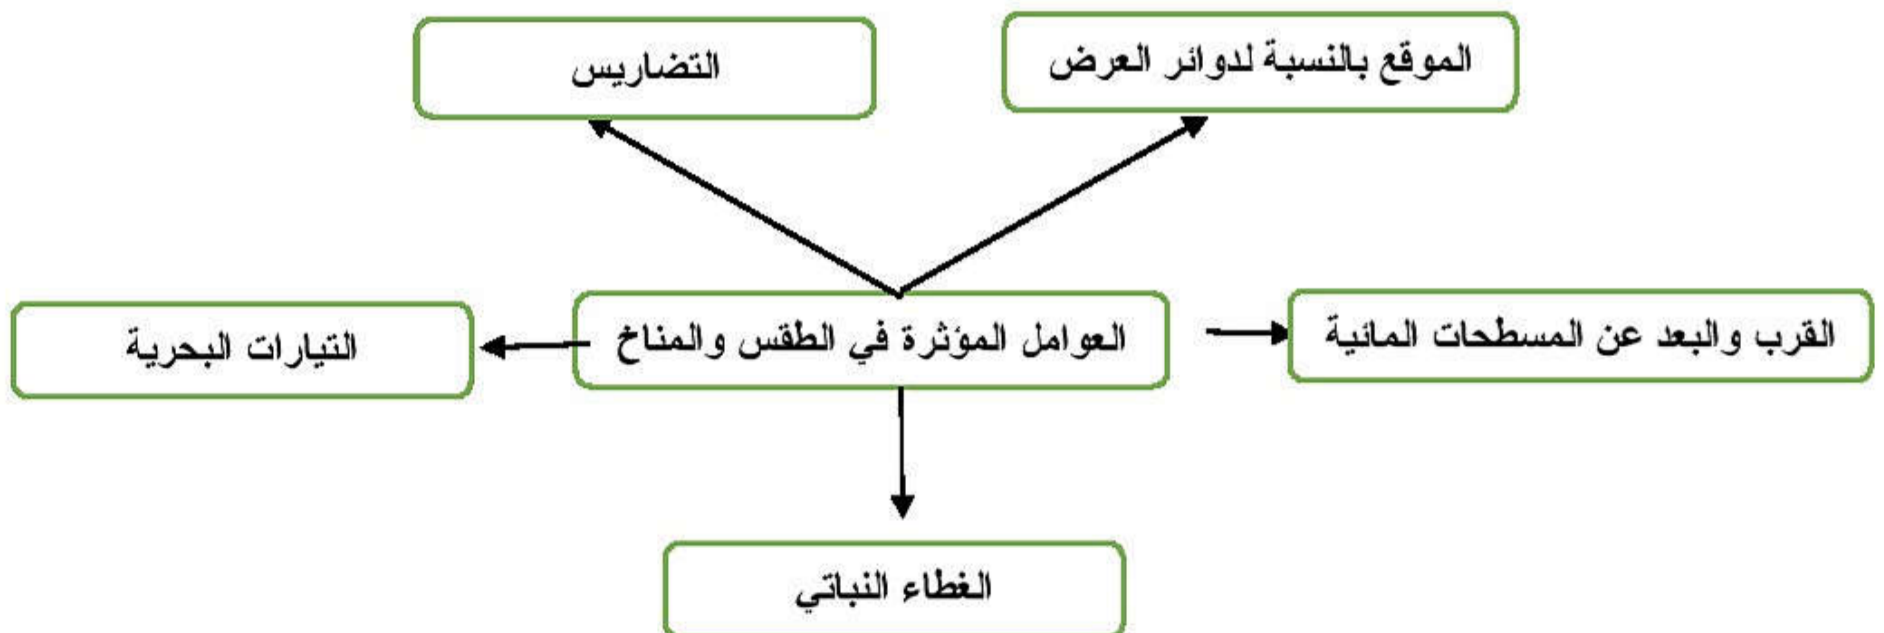 الموقع بالنسبة لدوائر العرض
التضاريس
القرب والبعد عن المسطحات المائية
العوامل المؤثرة في الطقس والمناخ
التيارات البحرية
الغطاء النباتي